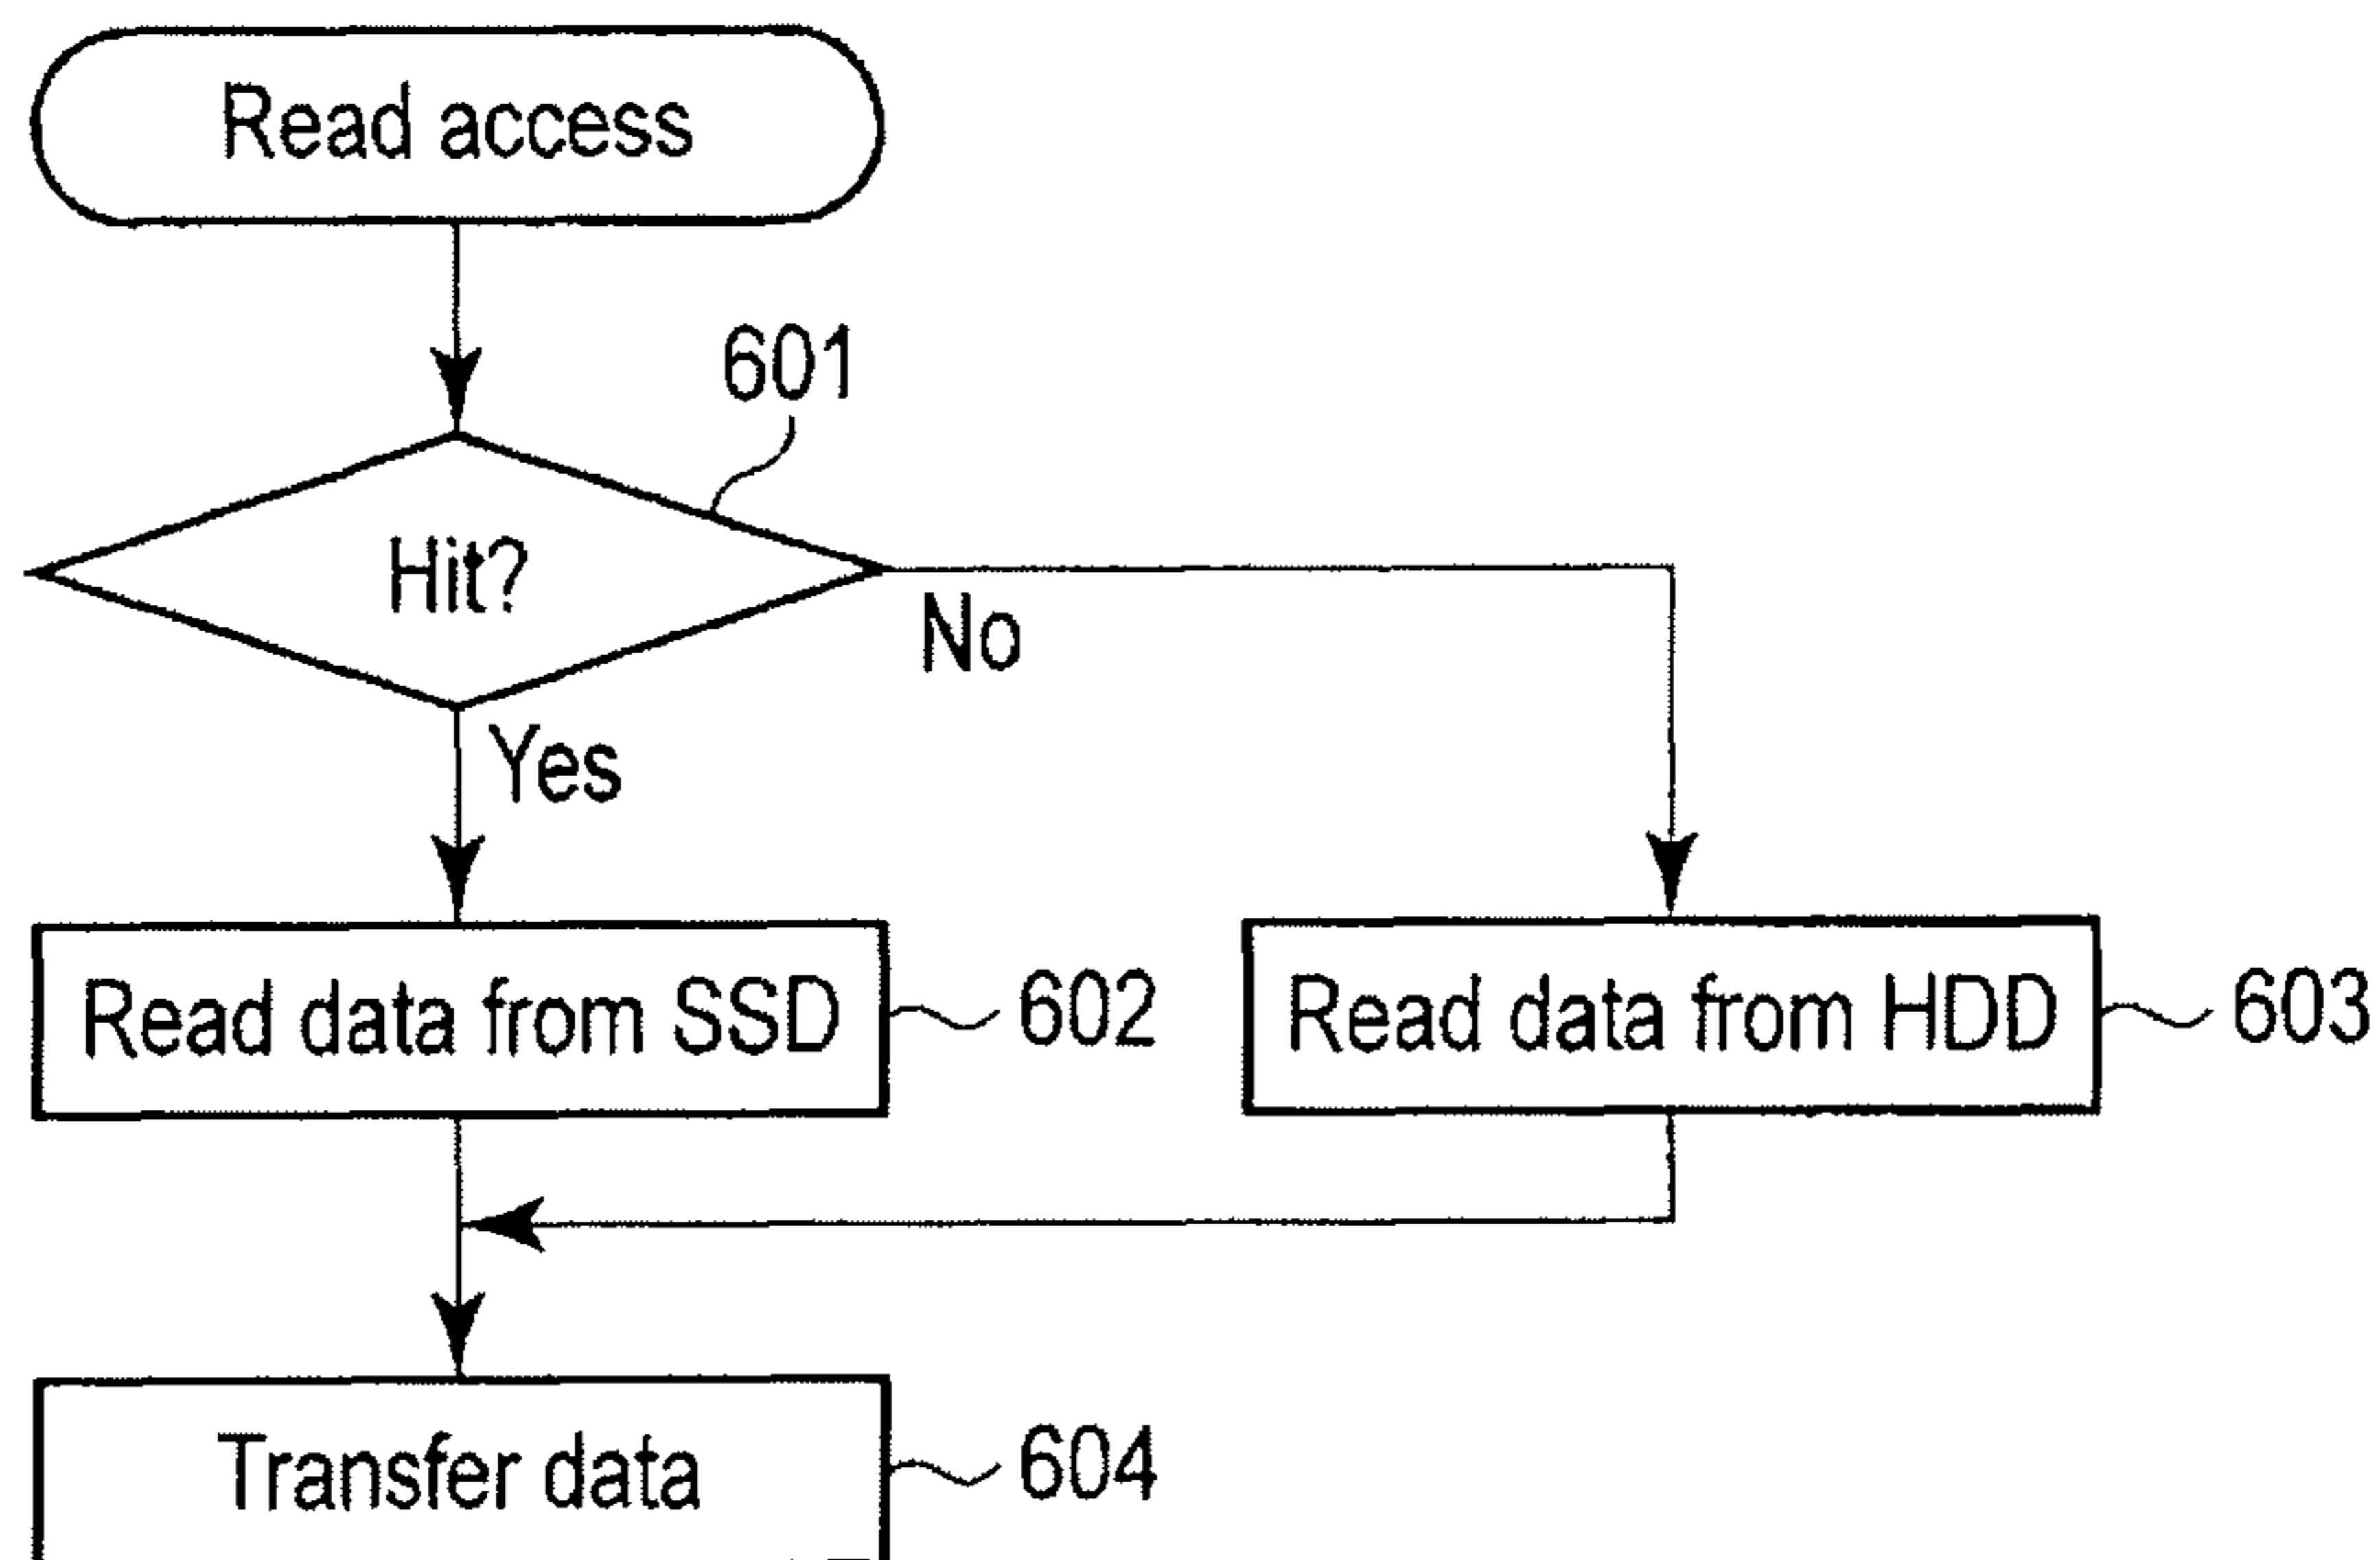 Read access
601
Hit?
No
Yes
Read data from SSD
602
Read data from HDD
603
Transfer data
604